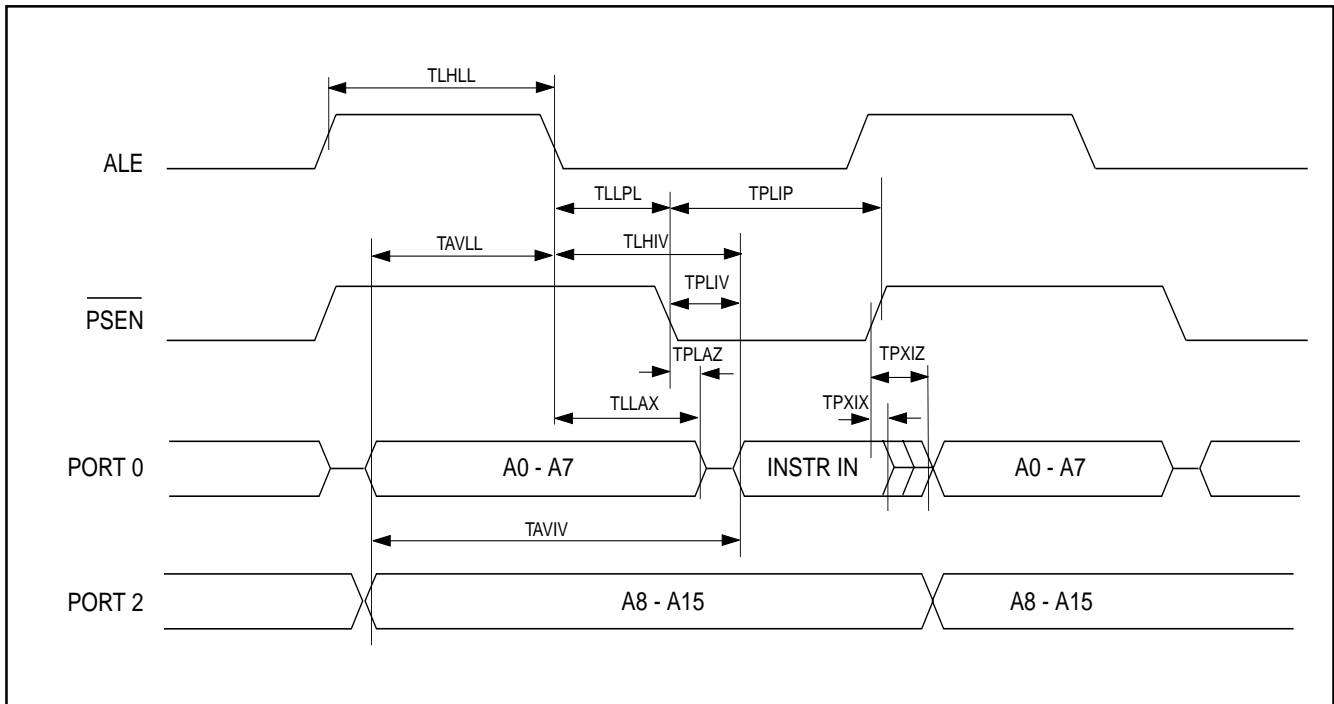 TLHLL
ALE
TLLPL TPLIP
TAVLL TLHIV
TPLIV
PSEN
TPLAZ TPXIZ
TLLAX TPXIX
PORT 0 A0 - A7 INSTR IN A0 - A7
TAVIV
PORT 2 A8 - A15 A8 - A15